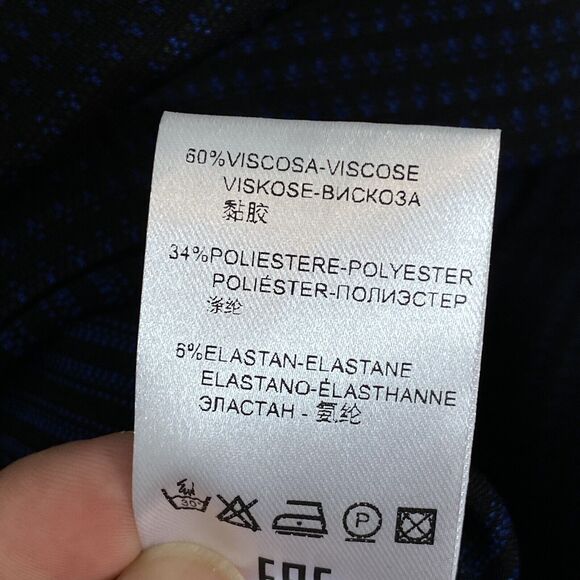 60%VISCOSA-VISCOSE
VISKOSE-ВИСКОЗА
黏胶
34%POLIESTERE-POLYESTER
POLIÉSTER-ПОЛИЭСТЕР
涤纶
6%ELASTAN-ELASTANE
ELASTANO-ÉLASTHANNE
ЭЛАСТАН - 氨纶
30°
P